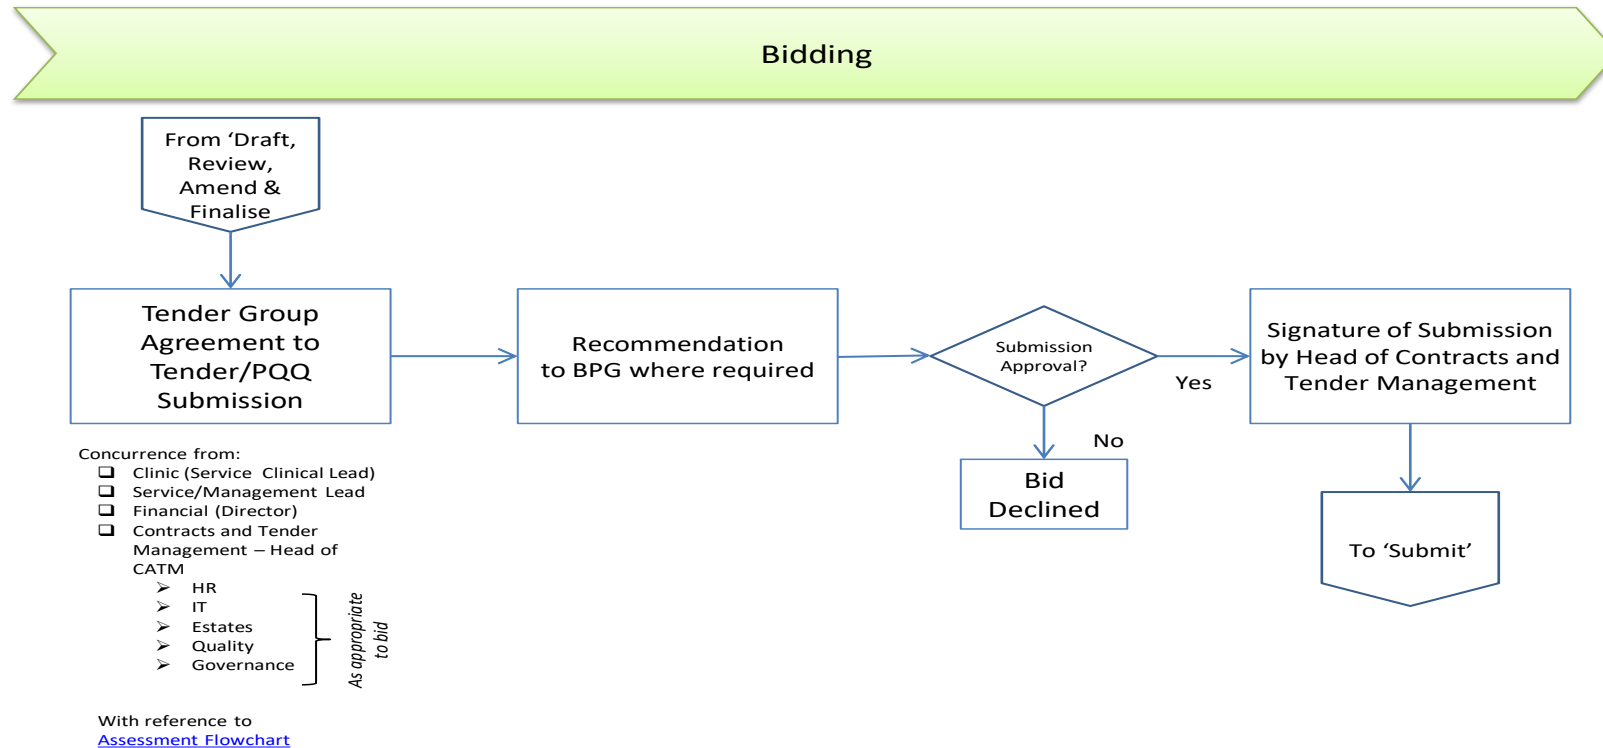 Bidding
From ‘Draft,
Review,
Amend &
Finalise
Tender Group
Agreement to
Tender/PQQ
Submission
Recommendation
to BPG where required
Submission
Approval?
Yes
No
Signature of Submission
by Head of Contracts and
Tender Management
Bid
Declined
To ‘Submit’
Concurrence from:
Clinic (Service Clinical Lead)
Service/Management Lead
Financial (Director)
Contracts and Tender
Management – Head of
CATM
HR
IT
Estates
Quality
Governance
As appropriate
to bid
With reference to
Assessment Flowchart